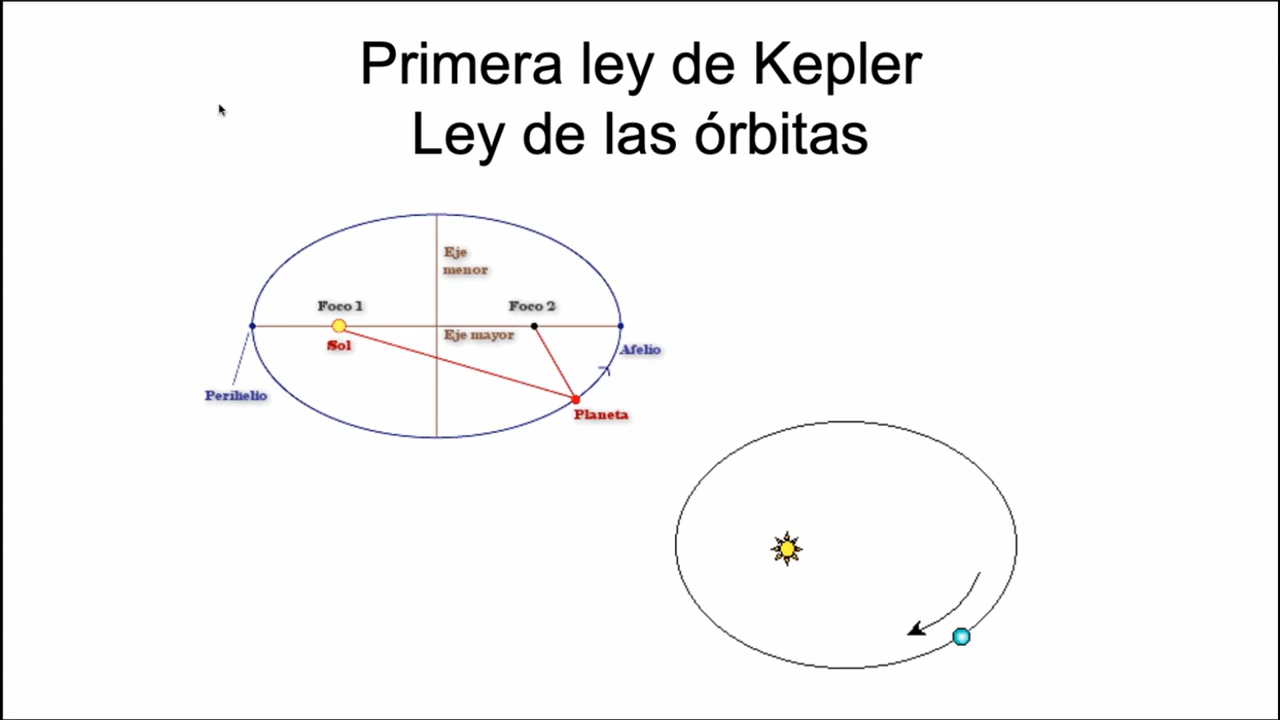 Primera ley de Kepler
Ley de las órbitas
Eje
menor
Foco 1
Foco 2
Eje mayor
Sol
Afelio
Perihelio
Planeta